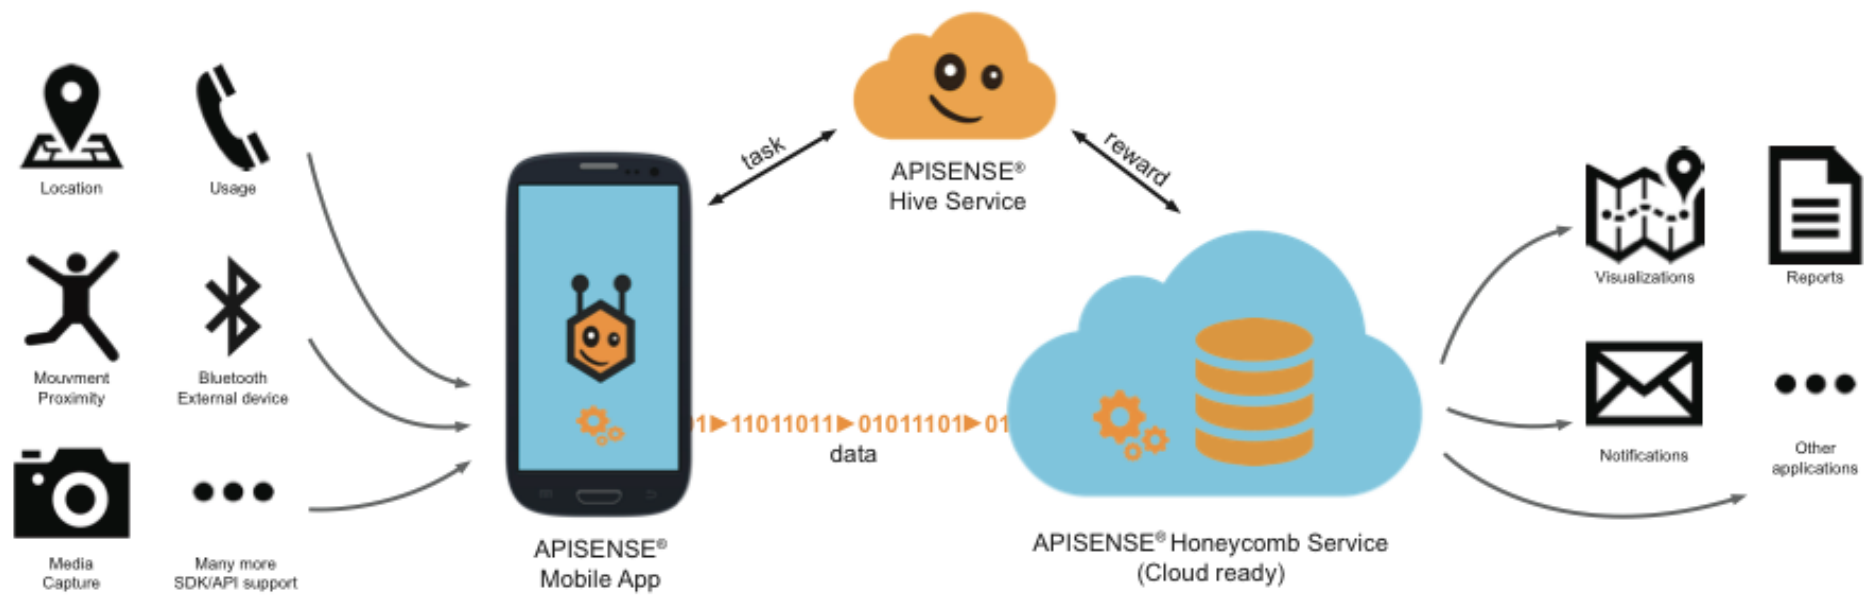 Location
Usage
Mouvment
Proximity
Bluetooth
External device
Media
Capture
Many more
SDK/API support
APISENSE®
Mobile App
task
APISENSE®
Hive Service
reward
1▶11011011▶01011101▶01
data
APISENSE® Honeycomb Service
(Cloud ready)
Visualizations
Reports
Notifications
Other
applications